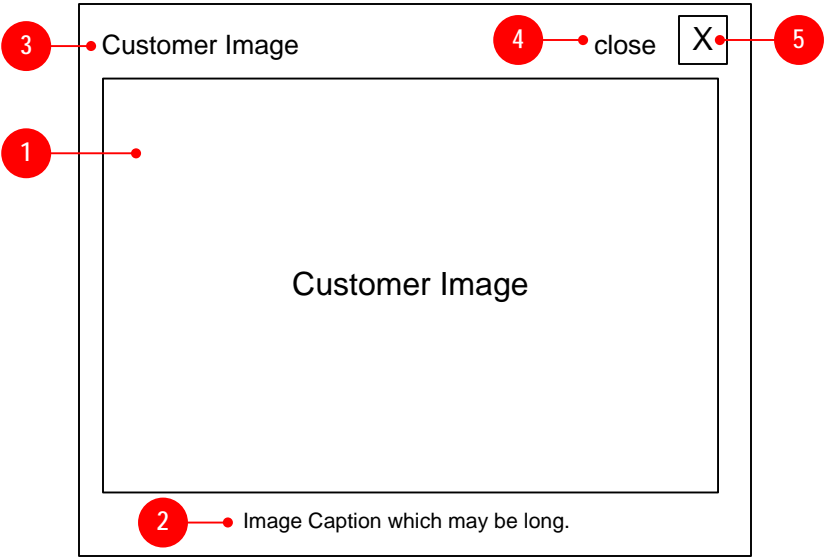 3 Customer Image 4 close X 5
1
Customer Image
2 Image Caption which may be long.